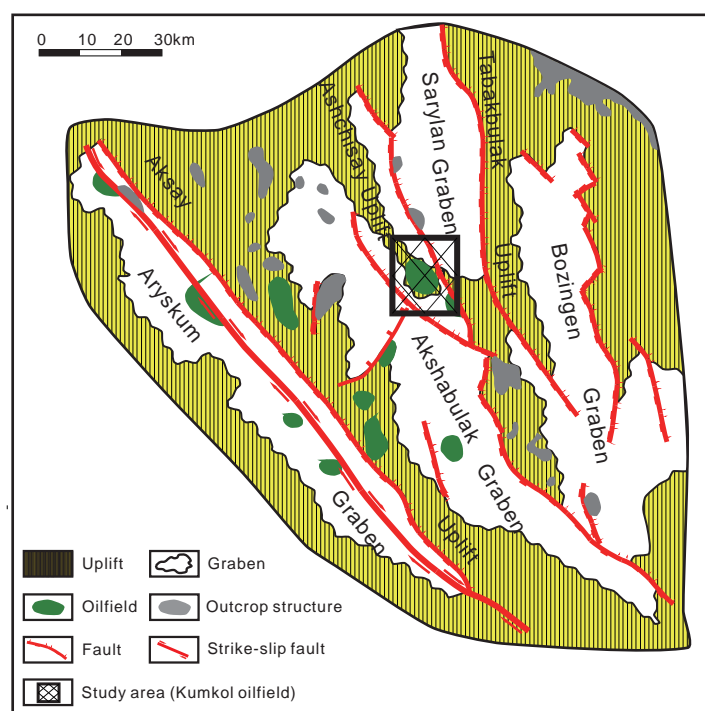 0 10 20 30km
Tabakbulak
Sarylan Graben
Ashchisay Uplift
Aksay
Uplift
Bozingen
Aryskum
Akshabulak
Graben
Graben
Graben
Uplift
Uplift
Graben
Oilfield
Outcrop structure
Fault
Strike-slip fault
Study area (Kumkol oilfield)